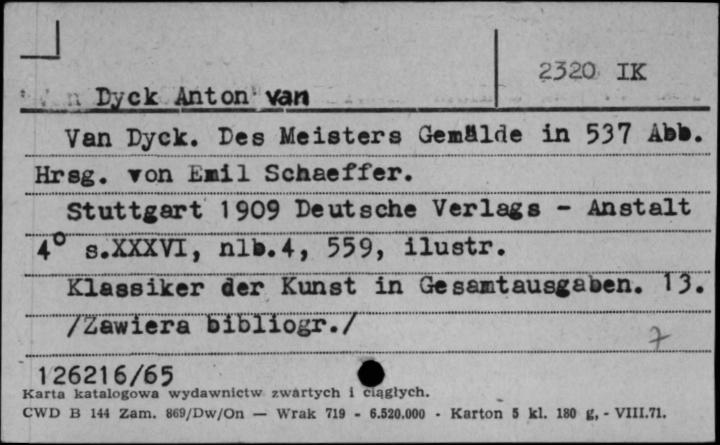 2320 IK
Dyck Anton van
Van Dyck. Des Meisters Gemälde in 537 Abb.
Hrsg. von Emil Schaeffer.
Stuttgart 1909 Deutsche Verlags - Anstalt
4° s.XXXVI, nlb.4, 559, ilustr.
Klassiker der Kunst in Gesamtausgaben. 13.
/Zawiera bibliogr./
7
126216/65
Karta katalogowa wydawnictw zwartych i ciągłych.
CWD B 144 Zam. 869/Dw/On — Wrak 719 - 6.520.000 - Karton 5 kl. 180 g, - VIII.71.